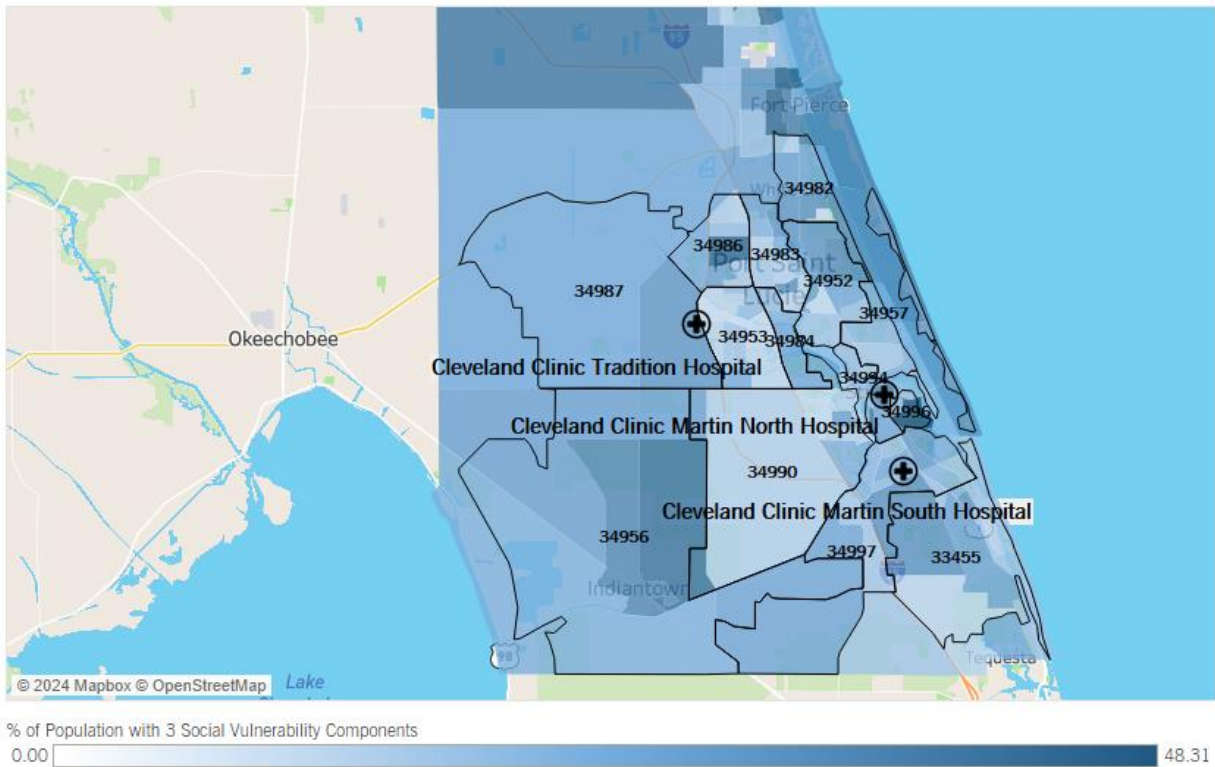 95
Fort Pierce
34982
34986
34983
Port Saint
Lucie
34952
34987
34957
34953
34984
Okeechobee
Cleveland Clinic Tradition Hospital
34994
34996
Cleveland Clinic Martin North Hospital
34990
Cleveland Clinic Martin South Hospital
34956
34997
33455
Indiantown
98
Tequesta
© 2024 Mapbox © OpenStreetMap
Lake
% of Population with 3 Social Vulnerability Components
0.00
48.31